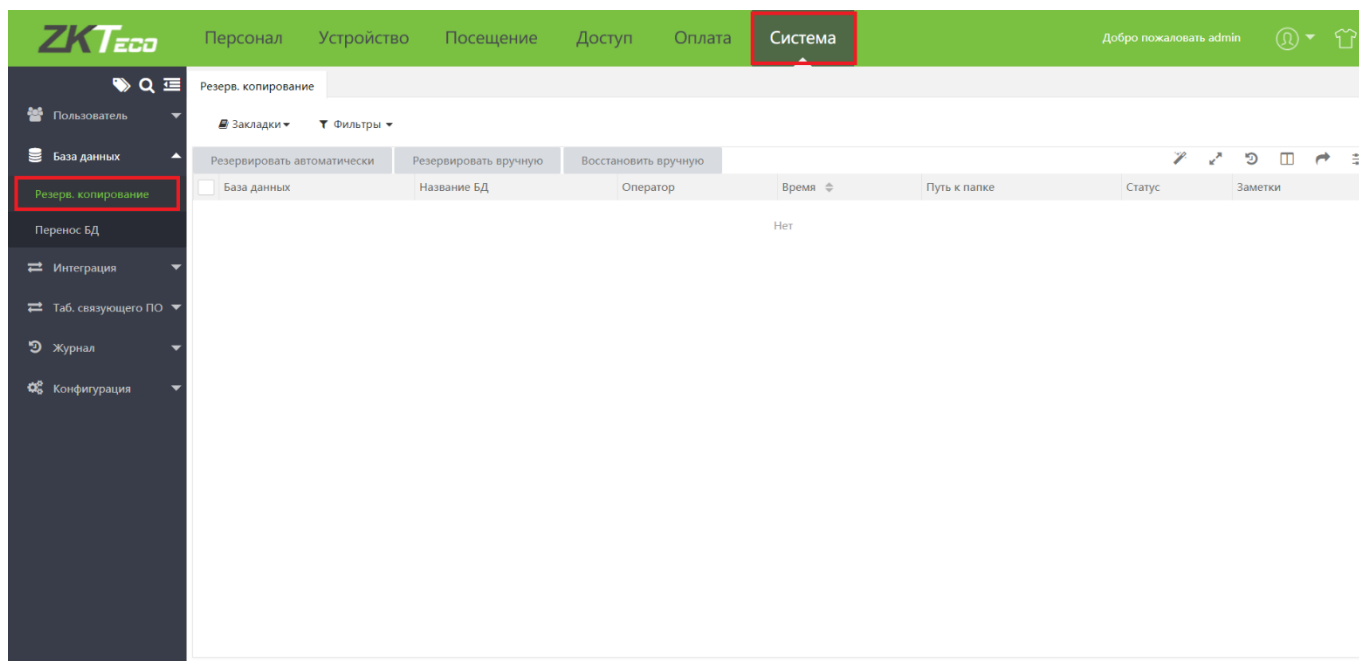 ZKTECO Персонал Устройство Посещение Доступ Оплата Система Добро пожаловать admin
Резерв. копирование
Пользователь
Закладки Фильтры
База данных
Резервировать автоматически Резервировать вручную Восстановить вручную
База данных Название БД Оператор Время Путь к папке Статус Заметки
Резерв. копирование
Нет
Перенос БД
Интеграция
Таб. связующего ПО
Журнал
Конфигурация